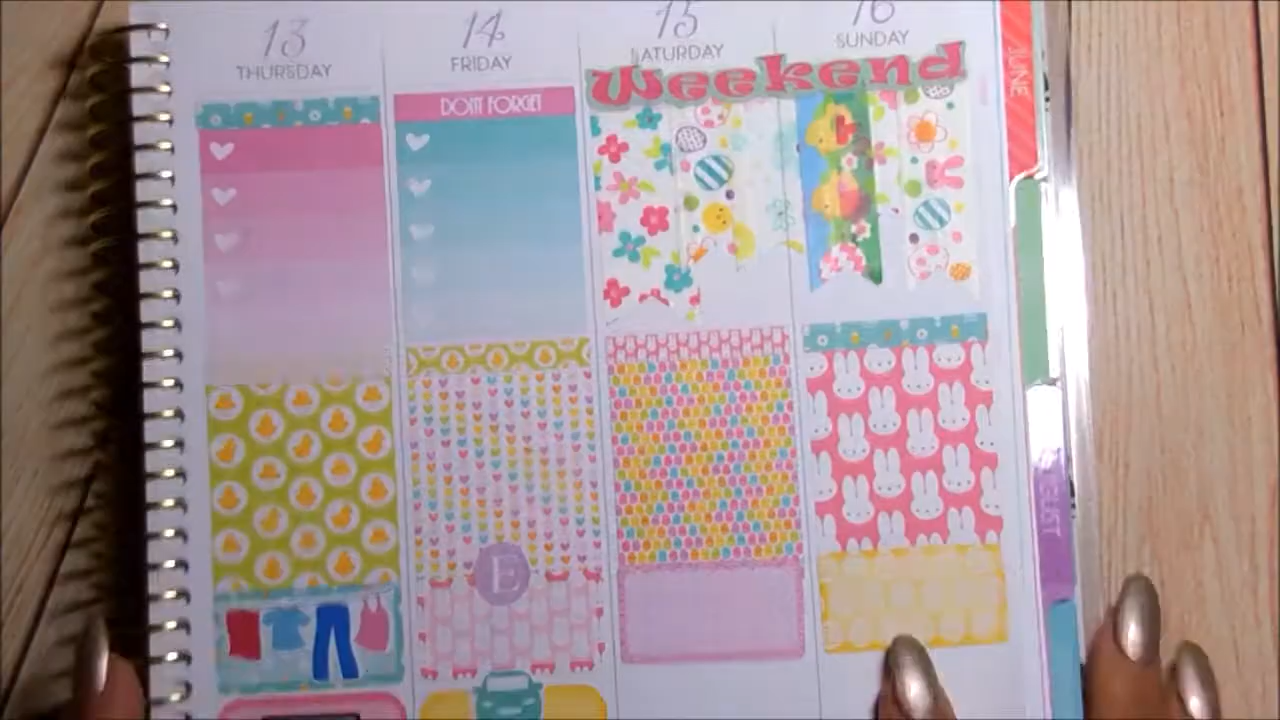 13
14
15
16
THURSDAY
FRIDAY
SATURDAY
SUNDAY
JUNE
Weekend
DON'T FORGET
E